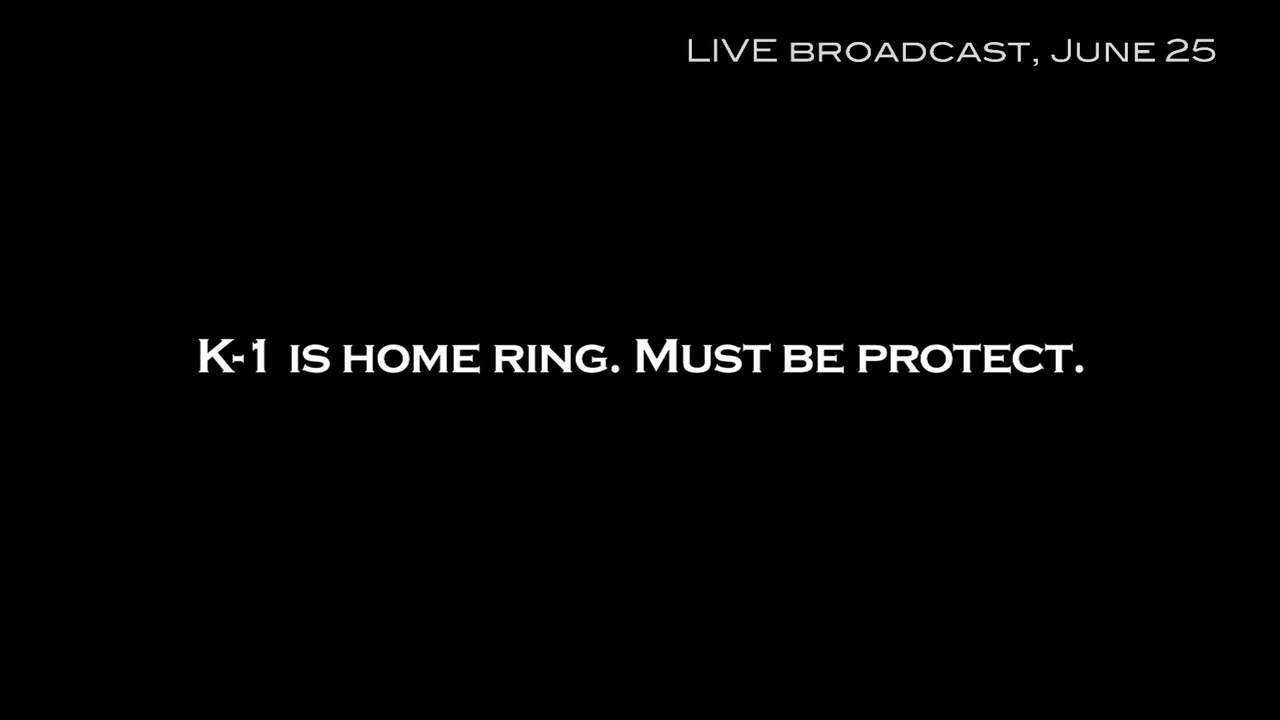 LIVE BROADCAST, JUNE 25
K-1 IS HOME RING. MUST BE PROTECT.